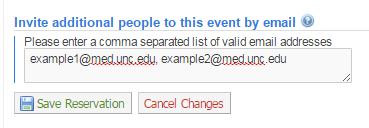 Invite additional people to this event by email
Please enter a comma separated list of valid email addresses
example1@med.unc.edu, example2@med.unc.edu
Save Reservation Cancel Changes